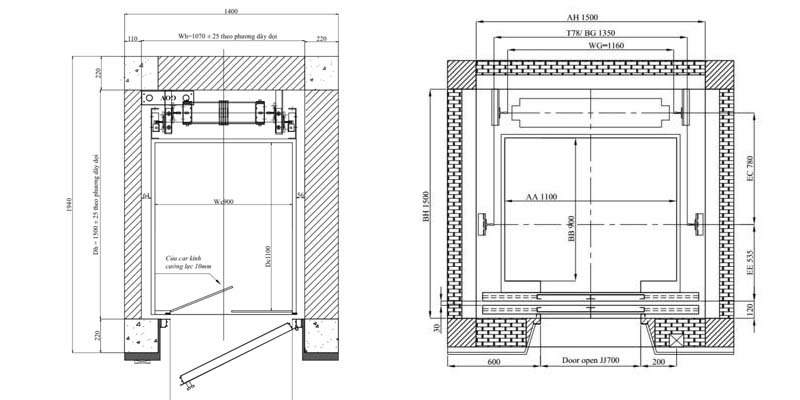 1400
110
Wh=1070 ± 25 theo phương dây dọi
220
220
GOV
1940
Dh = 1500 ± 25 theo phương dây dọi
64
56
Wc900
Dc1100
Cửa car kính
cường lực 10mm
220
AH 1500
T78/ BG 1350
WG=1160
BH 1500
AA 1100
BB 900
EC 780
EE 535
30
120
600
Door open JJ700
200